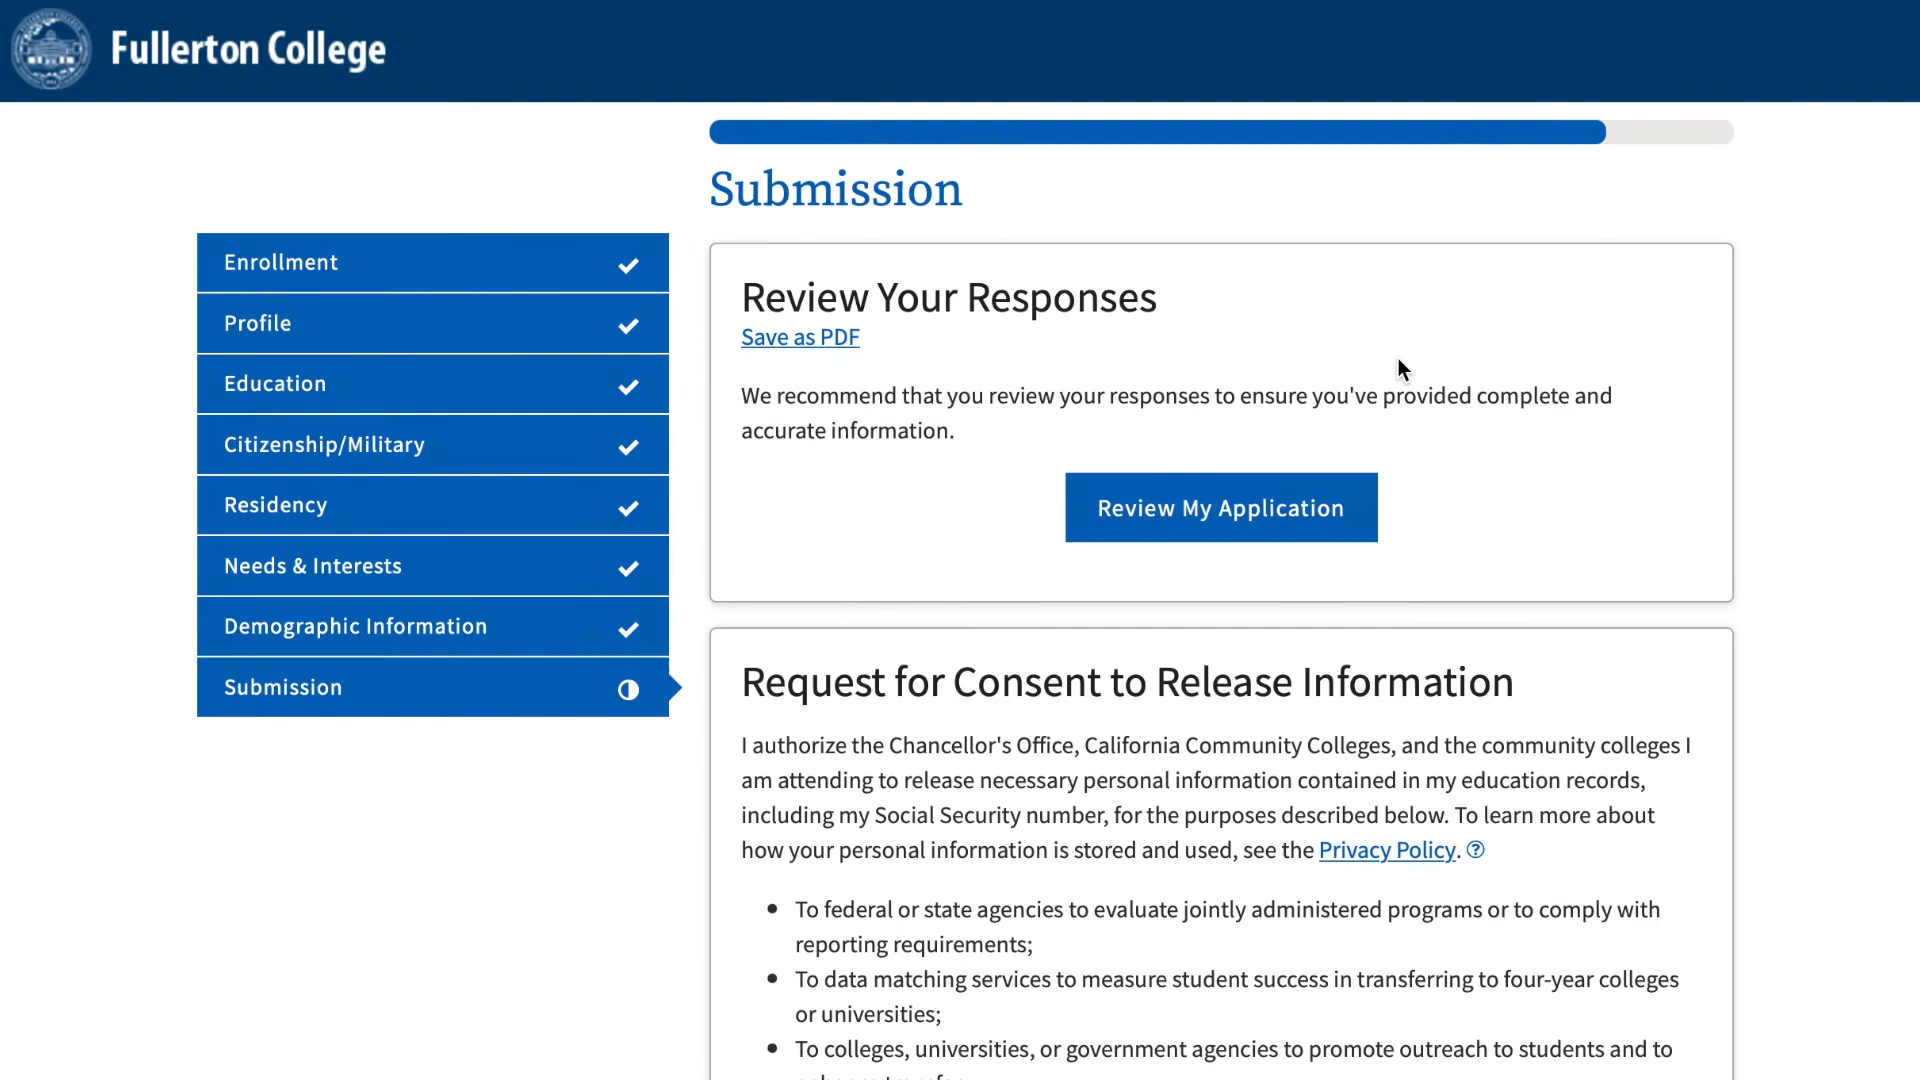 Fullerton College
Submission
Enrollment
Profile
Education
Citizenship/Military
Residency
Needs & Interests
Demographic Information
Submission
Review Your Responses
Save as PDF
We recommend that you review your responses to ensure you've provided complete and
accurate information.
Review My Application
Request for Consent to Release Information
I authorize the Chancellor's Office, California Community Colleges, and the community colleges I
am attending to release necessary personal information contained in my education records,
including my Social Security number, for the purposes described below. To learn more about
how your personal information is stored and used, see the Privacy Policy.
To federal or state agencies to evaluate jointly administered programs or to comply with
reporting requirements;
To data matching services to measure student success in transferring to four-year colleges
or universities;
To colleges, universities, or government agencies to promote outreach to students and to